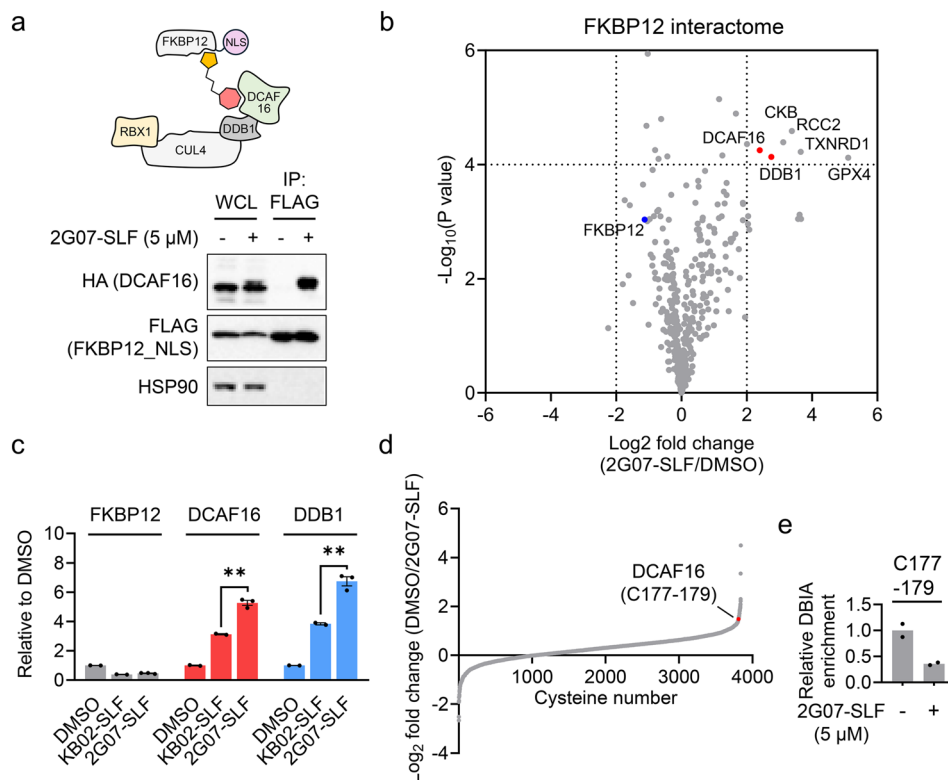 a
FKBP12
NLS
DCAF
16
DDB1
RBX1
CUL4
IP:
WCL FLAG
2G07-SLF (5 μM) - + - +
HA (DCAF16)
FLAG
(FKBP12_NLS)
HSP90
b
FKBP12 interactome
6
4
2
0
-Log10(P value)
CKB
RCC2
DCAF16
TXNRD1
DDB1
GPX4
FKBP12
-6 -4 -2 0 2 4 6
Log2 fold change
(2G07-SLF/DMSO)
c
FKBP12 DCAF16 DDB1
10
8
6
4
2
0
Relative to DMSO
** **
DMSO
KB02-SLF
2G07-SLF
DMSO
KB02-SLF
2G07-SLF
DMSO
KB02-SLF
2G07-SLF
d
Log2 fold change (DMSO/2G07-SLF)
6
4
2
0
-2
-4
DCAF16
(C177-179)
1000 2000 3000 4000
Cysteine number
e
C177
-179
1.5
1.0
0.5
0.0
Relative DBIA
enrichment
2G07-SLF - +
(5 μM)